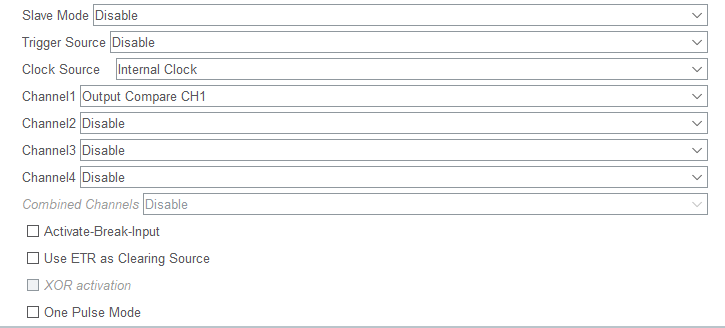 Slave Mode Disable
Trigger Source Disable
Clock Source Internal Clock
Channel1 Output Compare CH1
Channel2 Disable
Channel3 Disable
Channel4 Disable
Combined Channels Disable
Activate-Break-Input
Use ETR as Clearing Source
XOR activation
One Pulse Mode